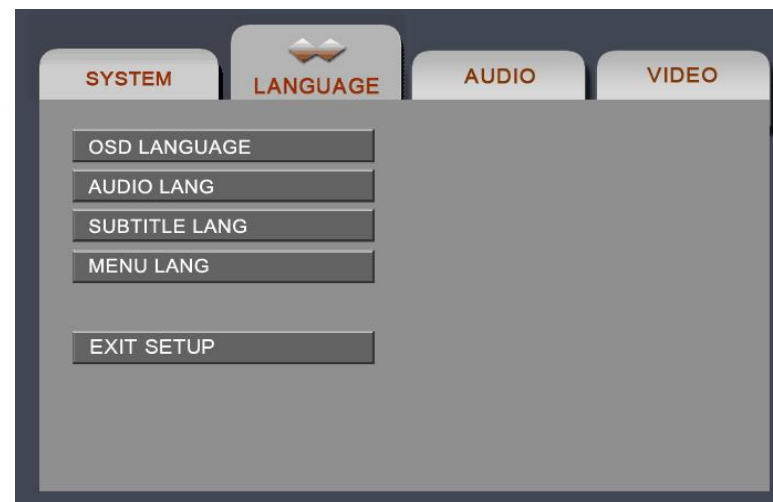 SYSTEM LANGUAGE AUDIO VIDEO
OSD LANGUAGE
AUDIO LANG
SUBTITLE LANG
MENU LANG
EXIT SETUP